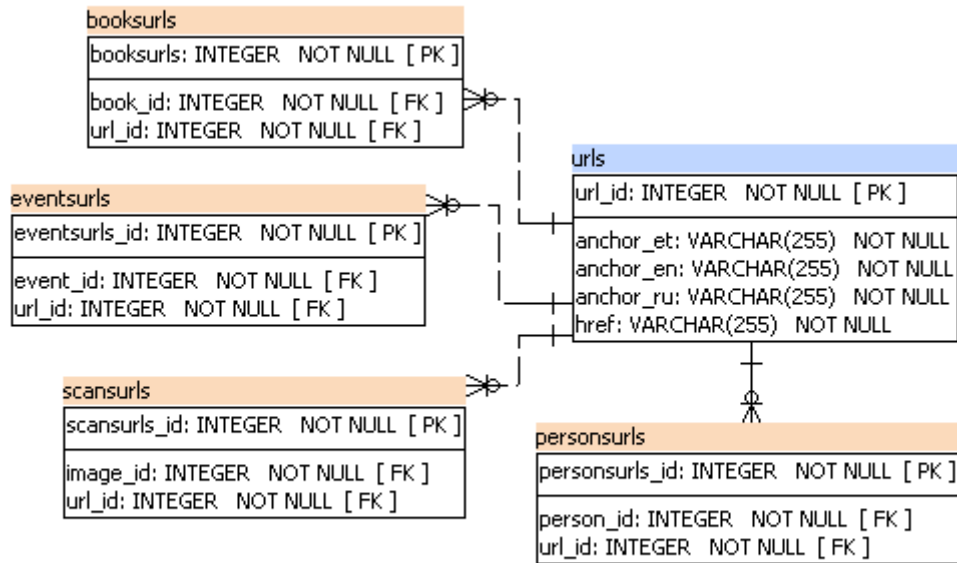 booksurls
booksurls: INTEGER NOT NULL [ PK ]
book_id: INTEGER NOT NULL [ FK ]
url_id: INTEGER NOT NULL [ FK ]
urls
url_id: INTEGER NOT NULL [ PK ]
anchor_et: VARCHAR(255) NOT NULL
anchor_en: VARCHAR(255) NOT NULL
anchor_ru: VARCHAR(255) NOT NULL
href: VARCHAR(255) NOT NULL
eventsurls
eventsurls_id: INTEGER NOT NULL [ PK ]
event_id: INTEGER NOT NULL [ FK ]
url_id: INTEGER NOT NULL [ FK ]
scansurls
scansurls_id: INTEGER NOT NULL [ PK ]
image_id: INTEGER NOT NULL [ FK ]
url_id: INTEGER NOT NULL [ FK ]
personsurls
personsurls_id: INTEGER NOT NULL [ PK ]
person_id: INTEGER NOT NULL [ FK ]
url_id: INTEGER NOT NULL [ FK ]